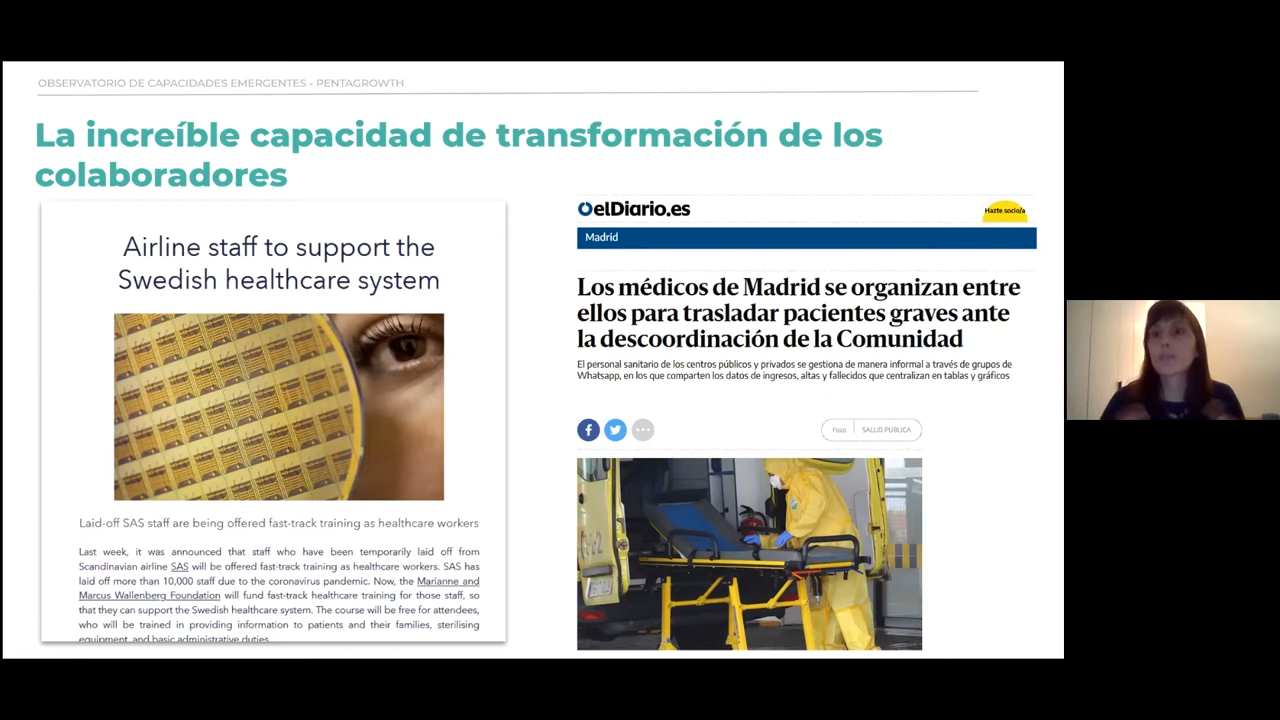 OBSERVATORIO DE CAPACIDADES EMERGENTES - PENTAGROWTH
La increíble capacidad de transformación de los
colaboradores
Airline staff to support the
Swedish healthcare system
Laid-off SAS staff are being offered fast-track training as healthcare workers
Last week, it was announced that staff who have been temporarily laid off from
Scandinavian airline SAS will be offered fast-track training as healthcare workers. SAS has
laid off more than 10,000 staff due to the coronavirus pandemic. Now, the Marianne and
Marcus Wallenberg Foundation will fund fast-track healthcare training for those staff, so
that they can support the Swedish healthcare system. The course will be free for attendees,
who will be trained in providing information to patients and their families, sterilising
equipment, and basic administrative duties.
elDiario.es
Hazte socio/a
Madrid
Los médicos de Madrid se organizan entre
ellos para trasladar pacientes graves ante
la descoordinación de la Comunidad
El personal sanitario de los centros públicos y privados se gestiona de manera informal a través de grupos de
Whatsapp, en los que comparten los datos de ingresos, altas y fallecidos que centralizan en tablas y gráficos
Foco SALUD PÚBLICA